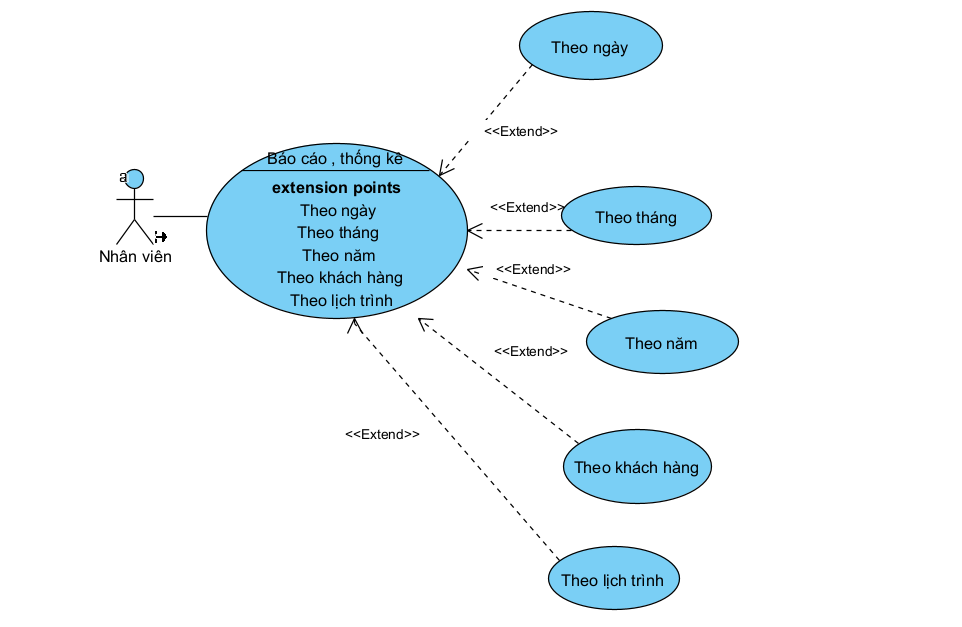 Theo ngày
<<Extend>>
Báo cáo , thống kê
extension points
Theo ngày
Theo tháng
Theo năm
Theo khách hàng
Theo lịch trình
a
Nhân viên
<<Extend>>
Theo tháng
<<Extend>>
Theo năm
<<Extend>>
Theo khách hàng
<<Extend>>
Theo lịch trình